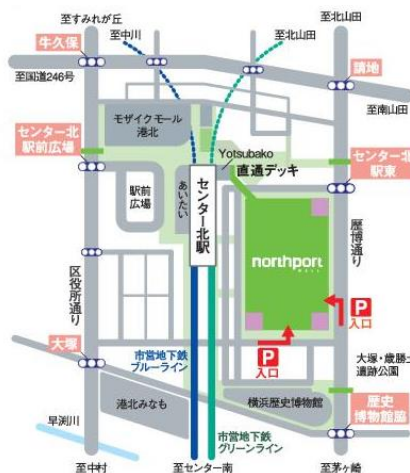 至すみれが丘
至北山田
至中川
至北山田
牛久保
至国道246号
請地
至南山田
モザイクモール
港北
センター北
駅前広場
Yotsubako
直通デッキ
センター北
駅東
あいたい
センター北駅
駅前
広場
歴博通り
northport
MALL
区役所通り
P
入口
P
入口
大塚
市営地下鉄
ブルーライン
大塚・歳勝土
遺跡公園
港北みなも
横浜歴史博物館
歴史
博物館脇
早渕川
市営地下鉄
グリーンライン
至中村
至センター南
至茅ヶ崎